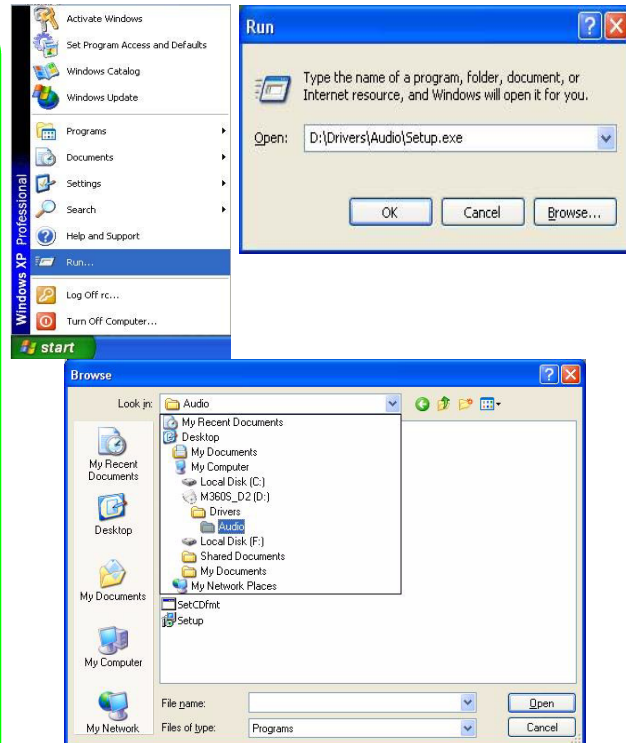 Activate Windows
Set Program Access and Defaults
Windows Catalog
Windows Update
Programs
Documents
Settings
Search
Help and Support
Run...
Log Off rc...
Turn Off Computer...
Windows XP Professional
start
Run
Type the name of a program, folder, document, or
Internet resource, and Windows will open it for you.
Open: D:\Drivers\Audio\Setup.exe
OK Cancel Browse...
Browse
Look in: Audio
My Recent Documents
Desktop
My Documents
My Computer
Local Disk (C:)
M360S_D2 (D:)
Drivers
Audio
Local Disk (F:)
Shared Documents
My Documents
My Network Places
SetCDfmt
Setup
My Recent
Documents
Desktop
My Documents
My Computer
My Network
File name: Open
Files of type: Programs Cancel